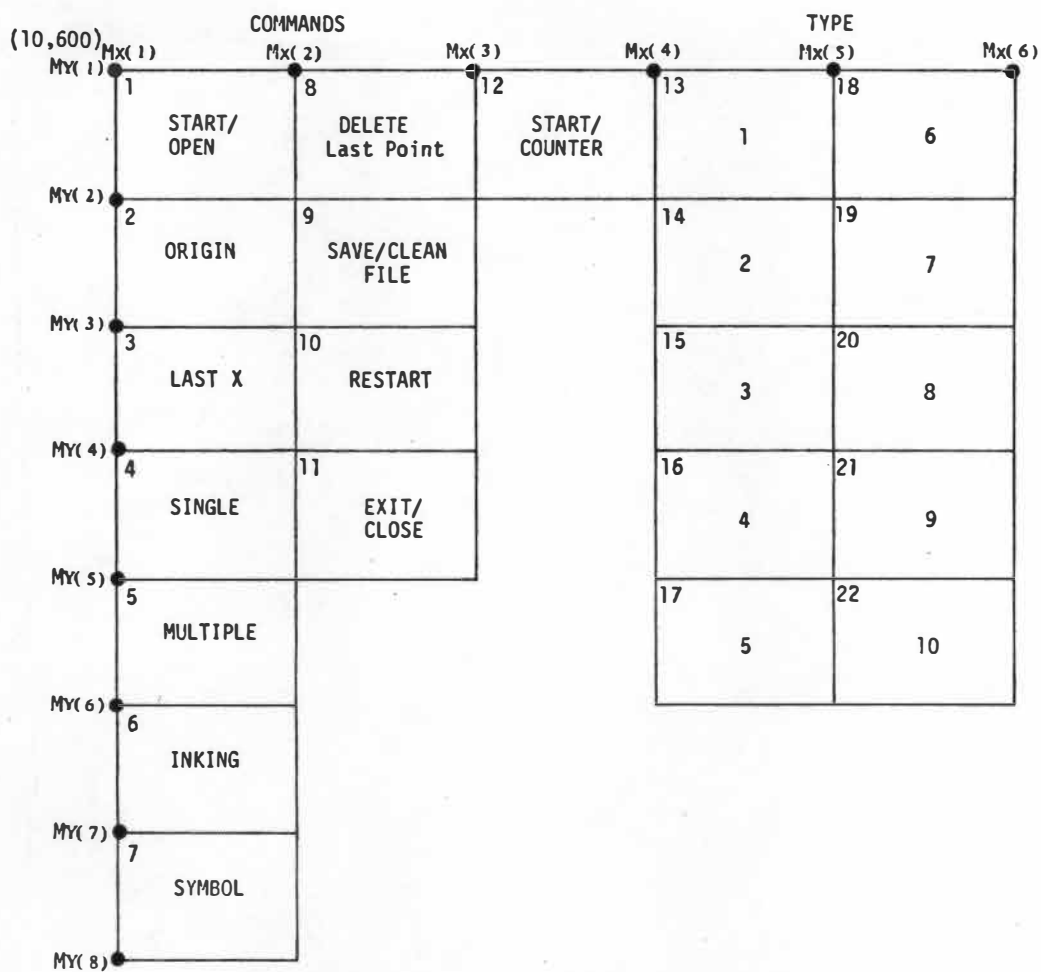 COMMANDS TYPE
(10,600) Mx(1) Mx(2) Mx(3) Mx(4) Mx(5) Mx(6)
MY(1)
1 8 12 13 18
START/ DELETE START/ 1 6
OPEN Last Point COUNTER
MY(2)
2 9 14 19
ORIGIN SAVE/CLEAN 2 7
FILE
MY(3)
3 10 15 20
LAST X RESTART 3 8
MY(4)
4 11 16 21
SINGLE EXIT/ 4 9
CLOSE
MY(5)
5 17 22
MULTIPLE 5 10
MY(6)
6
INKING
MY(7)
7
SYMBOL
MY(8)